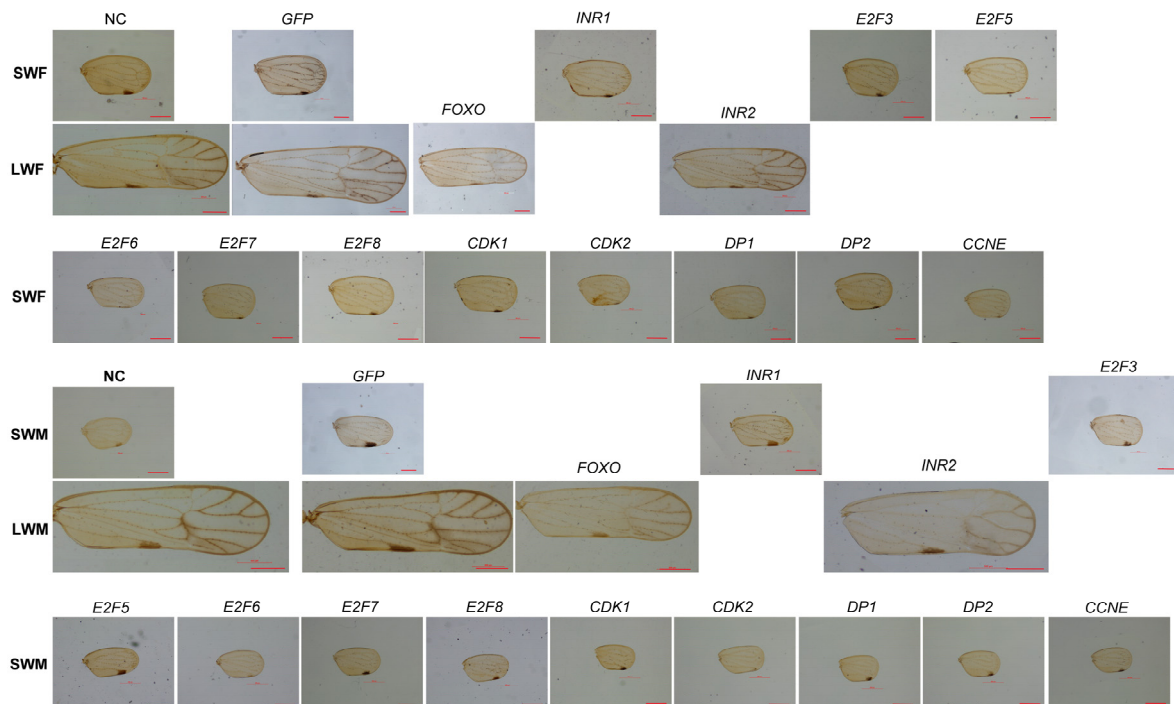 NC GFP INR1 E2F3 E2F5
SWF
FOXO INR2
LWF
E2F6 E2F7 E2F8 CDK1 CDK2 DP1 DP2 CCNE
SWF
NC GFP INR1 E2F3
SWM
FOXO INR2
LWM
E2F5 E2F6 E2F7 E2F8 CDK1 CDK2 DP1 DP2 CCNE
SWM